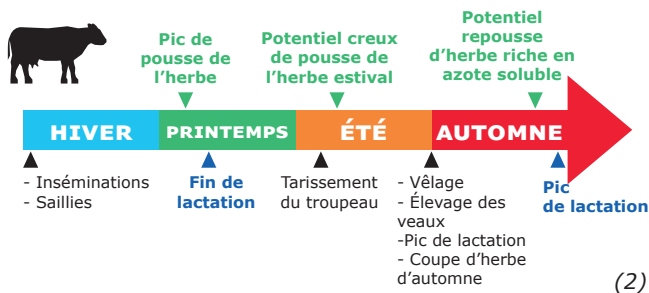 Pic de
pousse de
l'herbe
Potentiel creux
de pousse de
l'herbe estival
Potentiel
repousse
d'herbe riche en
azote soluble
HIVER
PRINTEMPS
ÉTÉ
AUTOMNE
- Inséminations
- Saillies
Fin de
lactation
Tarissement
du troupeau
- Vêlage
- Élevage des
veaux
-Pic de lactation
- Coupe d'herbe
d'automne
Pic
de lactation
(2)